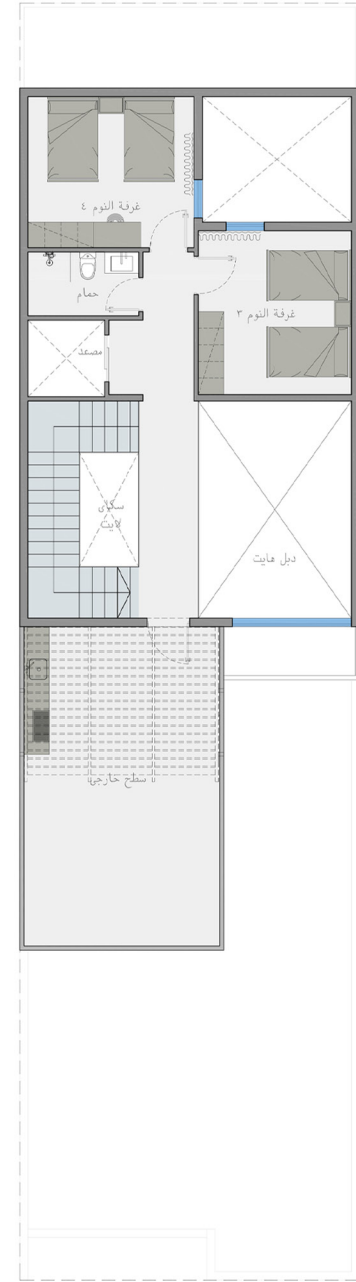 غرفة النوم ٤
حمام
غرفة النوم ٣
مصعد
سكاي
لايت
دبل هايت
سطح خارجي